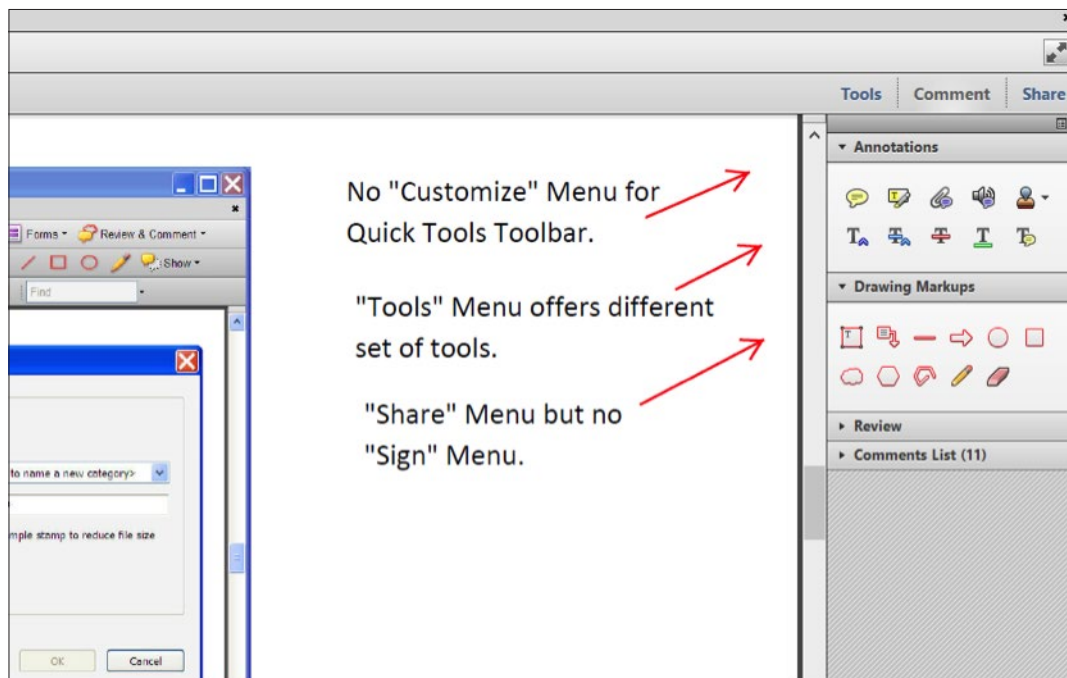 Tools Comment Share
Annotations
No "Customize" Menu for
Quick Tools Toolbar.
Forms Review & Comment
Show
Find
Drawing Markups
"Tools" Menu offers different
set of tools.
"Share" Menu but no
"Sign" Menu.
Review
Comments List (11)
to name a new category>
mple stamp to reduce file size
OK Cancel